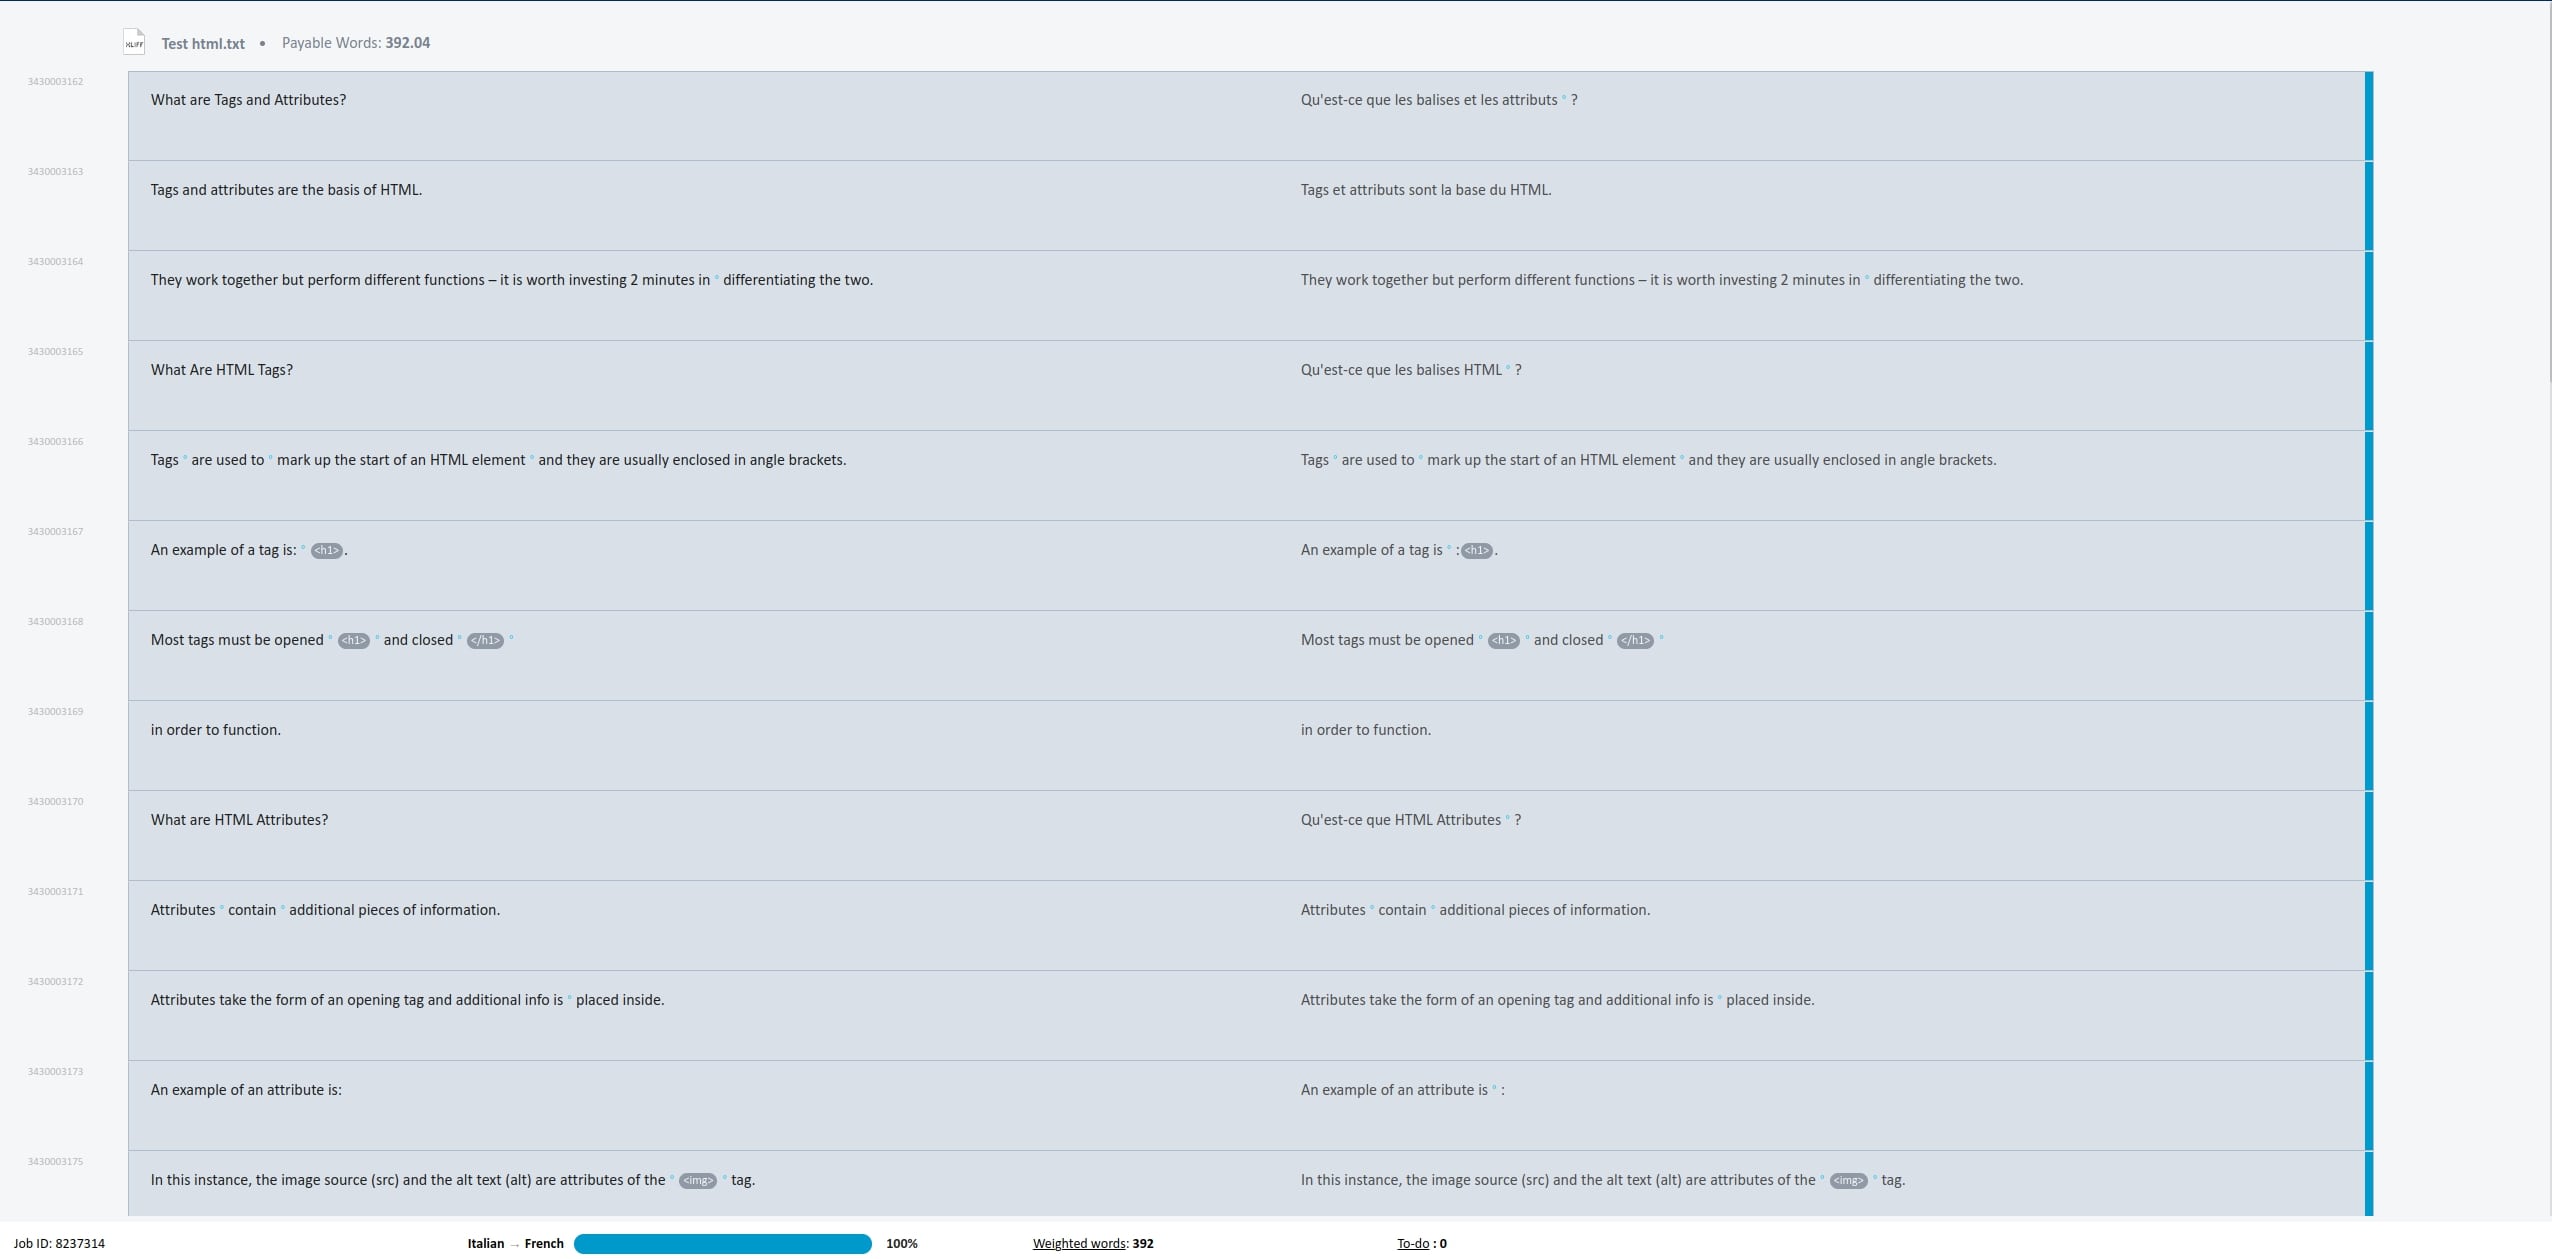 XLIFF Test html.txt • Payable Words: 392.04
3430003162
What are Tags and Attributes? Qu'est-ce que les balises et les attributs ° ?
3430003163
Tags and attributes are the basis of HTML. Tags et attributs sont la base du HTML.
3430003164
They work together but perform different functions – it is worth investing 2 minutes in ° differentiating the two. They work together but perform different functions – it is worth investing 2 minutes in ° differentiating the two.
3430003165
What Are HTML Tags? Qu'est-ce que les balises HTML ° ?
3430003166
Tags ° are used to ° mark up the start of an HTML element ° and they are usually enclosed in angle brackets. Tags ° are used to ° mark up the start of an HTML element ° and they are usually enclosed in angle brackets.
3430003167
An example of a tag is: ° <h1>. An example of a tag is ° :<h1>.
3430003168
Most tags must be opened ° <h1> ° and closed ° </h1> ° Most tags must be opened ° <h1> ° and closed ° </h1> °
3430003169
in order to function. in order to function.
3430003170
What are HTML Attributes? Qu'est-ce que HTML Attributes ° ?
3430003171
Attributes ° contain ° additional pieces of information. Attributes ° contain ° additional pieces of information.
3430003172
Attributes take the form of an opening tag and additional info is ° placed inside. Attributes take the form of an opening tag and additional info is ° placed inside.
3430003173
An example of an attribute is: An example of an attribute is ° :
3430003175
In this instance, the image source (src) and the alt text (alt) are attributes of the ° <img> ° tag. In this instance, the image source (src) and the alt text (alt) are attributes of the ° <img> ° tag.
Job ID: 8237314 Italian → French 100% Weighted words: 392 To-do : 0